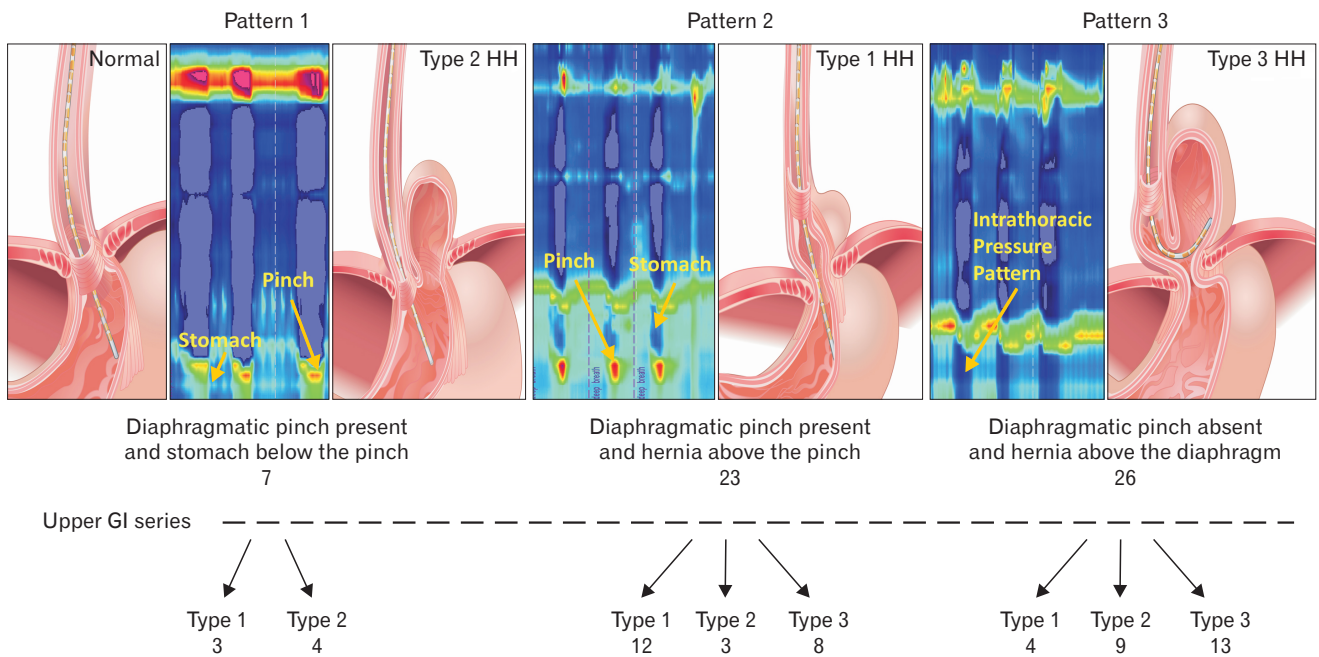 Pattern 1
Pattern 2
Pattern 3
Normal
Stomach
Pinch
Type 2 HH
Pinch
Stomach
deep breath
deep breath
Type 1 HH
Intrathoracic
Pressure
Pattern
Type 3 HH
Diaphragmatic pinch present
and stomach below the pinch
7
Diaphragmatic pinch present
and hernia above the pinch
23
Diaphragmatic pinch absent
and hernia above the diaphragm
26
Upper GI series
Type 1
3
Type 2
4
Type 1
12
Type 2
3
Type 3
8
Type 1
4
Type 2
9
Type 3
13